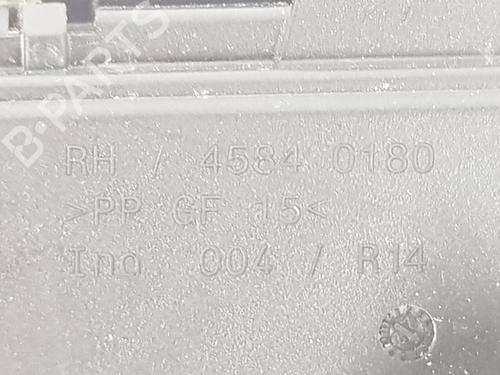 B-PARTS
RH / 4584 0180
>PP GF 15<
Ind 004 / R14